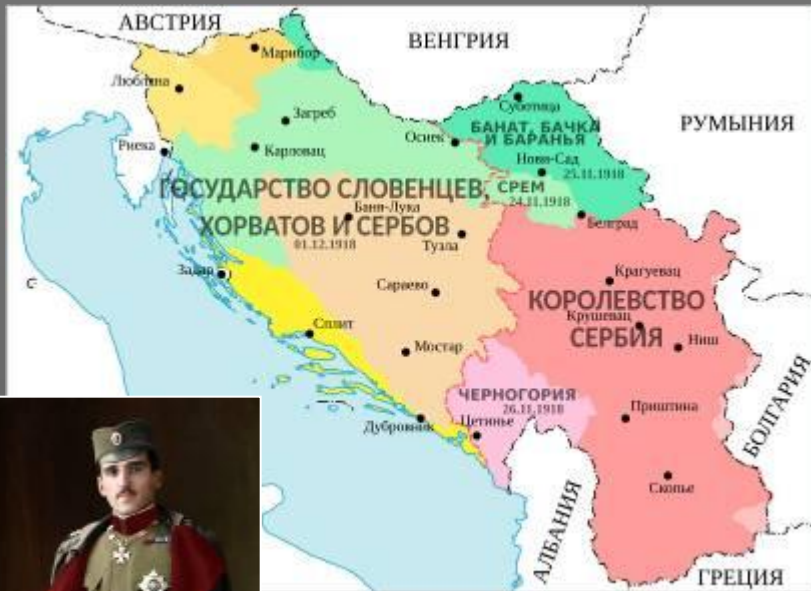 АВСТРИЯ
ВЕНГРИЯ
Марибор
Любляна
Суботица
Загреб
БАНАТ, БАЧКА
И БАРАНЬЯ
РУМЫНИЯ
Осиек
Риека
Карловац
Нови-Сад
25.11.1918
ГОСУДАРСТВО СЛОВЕНЦЕВ,
ХОРВАТОВ И СЕРБОВ
01.12.1918
СРЕМ
24.11.1918
Баня-Лука
Белград
Тузла
Задар
Сараево
Крагуевац
КОРОЛЕВСТВО
СЕРБИЯ
Крушевац
Сплит
Ниш
Мостар
ЧЕРНОГОРИЯ
26.11.1918
Приштина
БОЛГАРИЯ
Дубровник
Цетинье
Скопье
АЛБАНИЯ
ГРЕЦИЯ